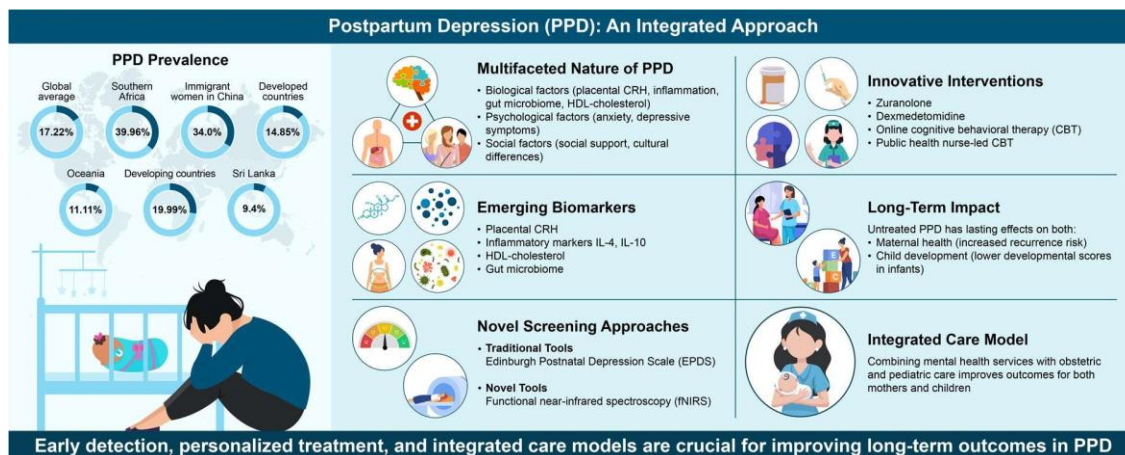 Postpartum Depression (PPD): An Integrated Approach
PPD Prevalence
Global
average
17.22%
Southern
Africa
39.96%
Immigrant
women in China
34.0%
Developed
countries
14.85%
Oceania
11.11%
Developing countries
19.99%
Sri Lanka
9.4%
Multifaceted Nature of PPD
• Biological factors (placental CRH, inflammation,
gut microbiome, HDL-cholesterol)
• Psychological factors (anxiety, depressive
symptoms)
• Social factors (social support, cultural
differences)
Innovative Interventions
• Zuranolone
• Dexmedetomidine
• Online cognitive behavioral therapy (CBT)
• Public health nurse-led CBT
Emerging Biomarkers
• Placental CRH
• Inflammatory markers IL-4, IL-10
• HDL-cholesterol
• Gut microbiome
Long-Term Impact
Untreated PPD has lasting effects on both:
• Maternal health (increased recurrence risk)
• Child development (lower developmental scores
in infants)
E
C
Novel Screening Approaches
• Traditional Tools
Edinburgh Postnatal Depression Scale (EPDS)
• Novel Tools
Functional near-infrared spectroscopy (fNIRS)
Integrated Care Model
Combining mental health services with obstetric
and pediatric care improves outcomes for both
mothers and children
Early detection, personalized treatment, and integrated care models are crucial for improving long-term outcomes in PPD